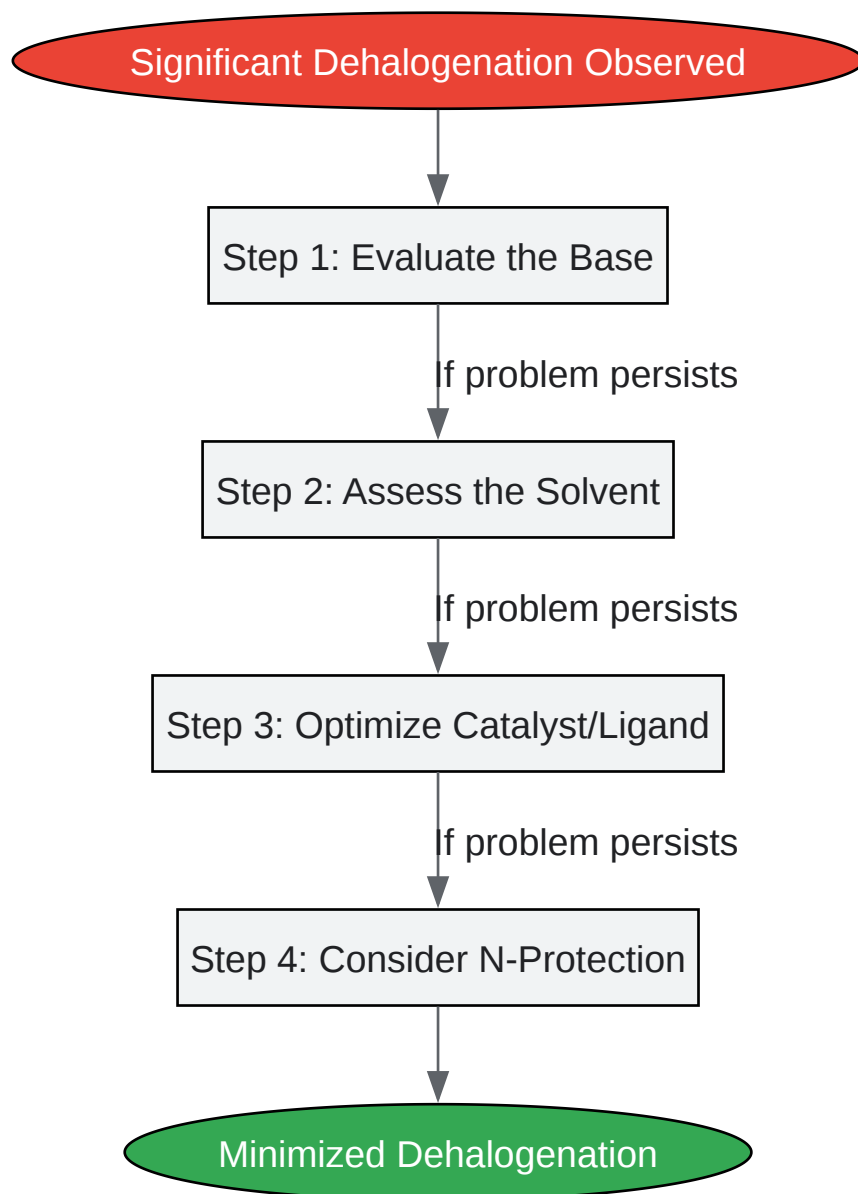 Significant Dehalogenation Observed
Step 1: Evaluate the Base
If problem persists
Step 2: Assess the Solvent
If problem persists
Step 3: Optimize Catalyst/Ligand
If problem persists
Step 4: Consider N-Protection
Minimized Dehalogenation